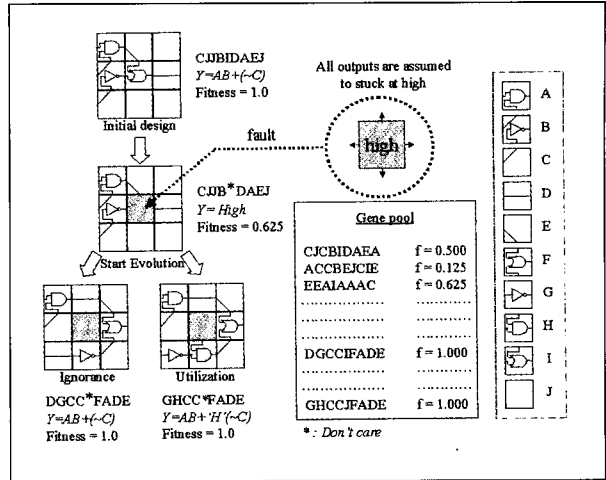 CJJBIDAEJ
Y=AB+(~C)
Fitness = 1.0
Initial design
All outputs are assumed
to stuck at high
fault
high
CJJB*DAEJ
Y= High
Fitness = 0.625
Start Evolution
Ignorance
DGCC*FADE
Y=AB+(~C)
Fitness = 1.0
Utilization
GHCC*FADE
Y=AB+'H'(~C)
Fitness = 1.0
Gene pool
CJCBIDAEA f = 0.500
ACCBEJCIE f = 0.125
EEAIAAAC f = 0.625
DGCCIFADE f = 1.000
GHCCJFADE f = 1.000
* : Don't care
A
B
C
D
E
F
G
H
I
J